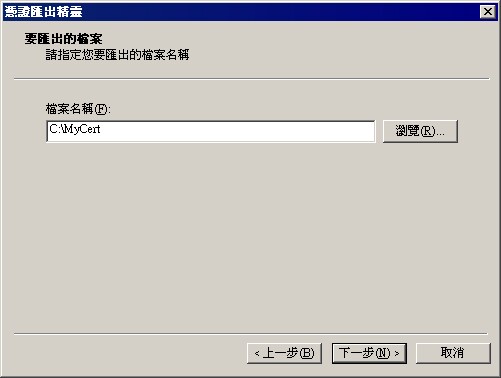 憑證匯出精靈
要匯出的檔案
請指定您要匯出的檔案名稱
檔案名稱(F):
C:\MyCert
瀏覽(R)...
< 上一步(B)
下一步(N) >
取消